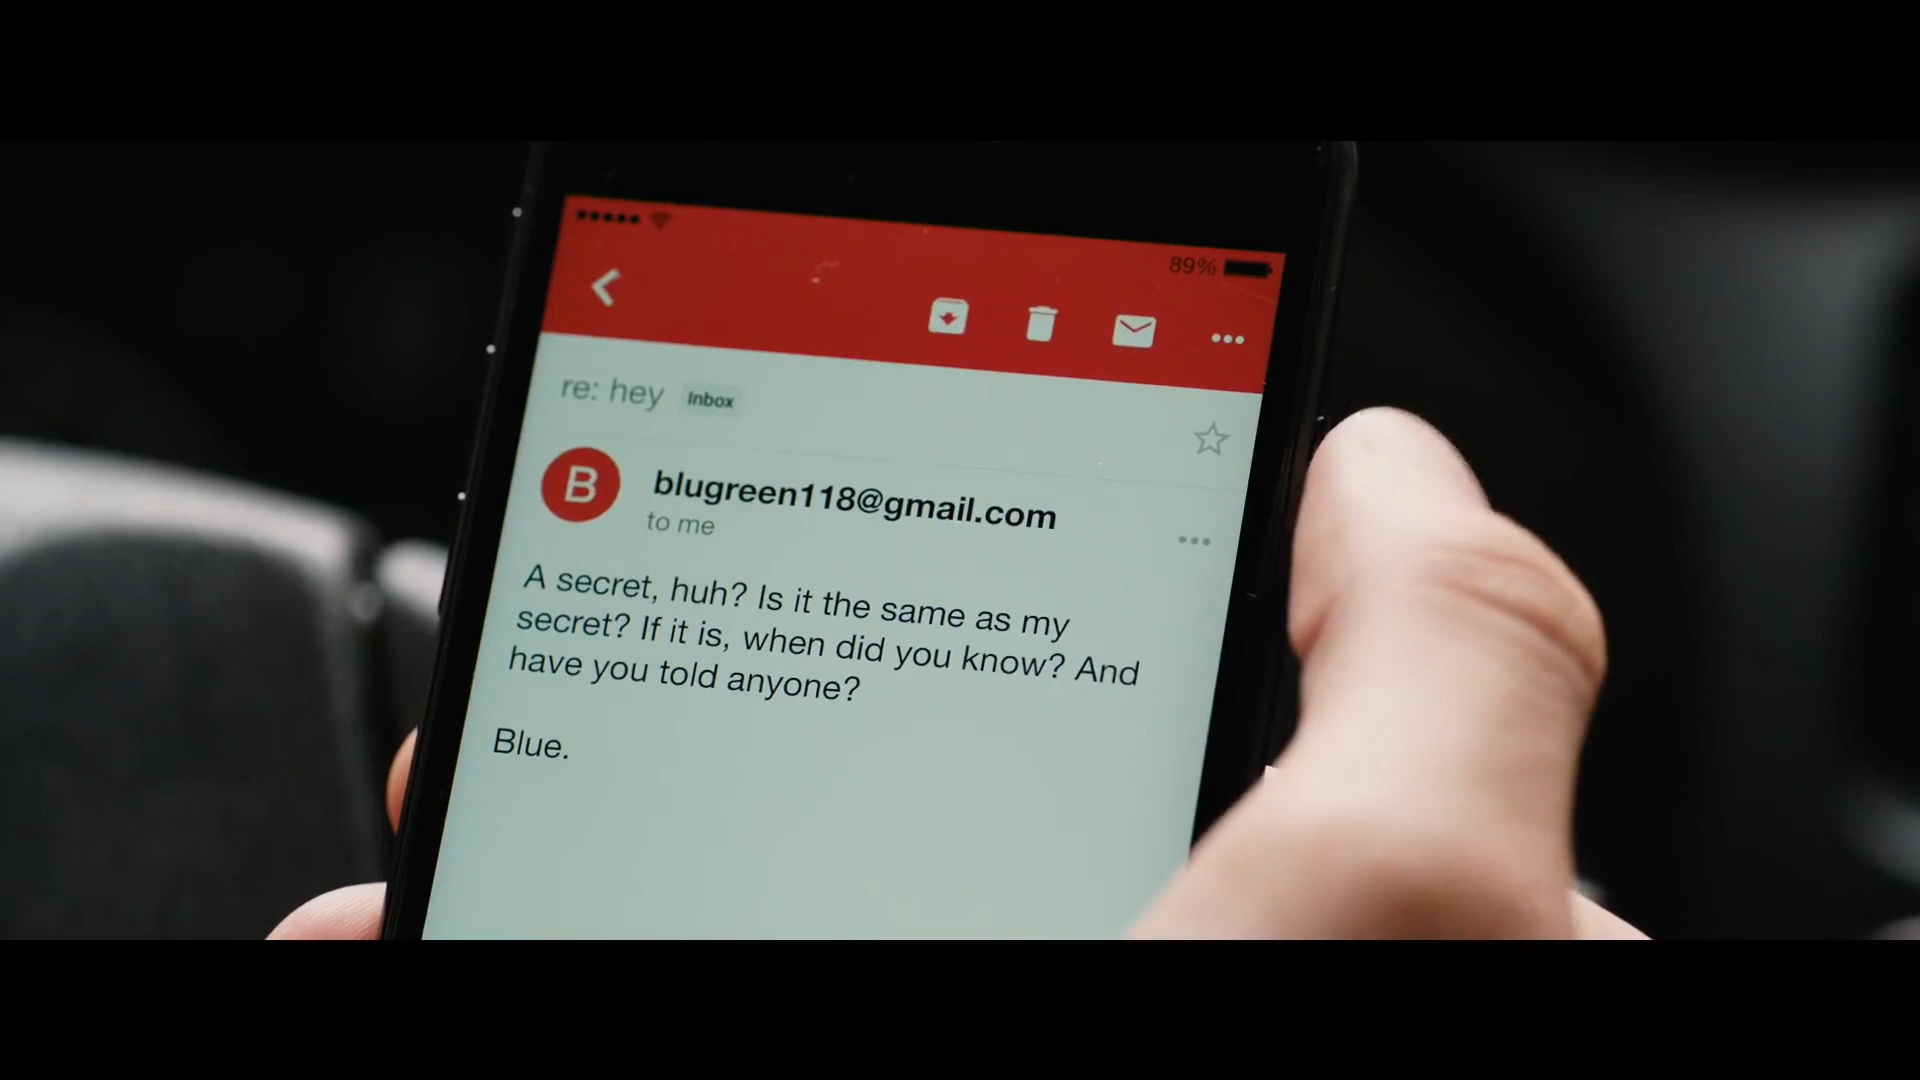 89%
re: hey Inbox
B
blugreen118@gmail.com
to me
A secret, huh? Is it the same as my
secret? If it is, when did you know? And
have you told anyone?
Blue.